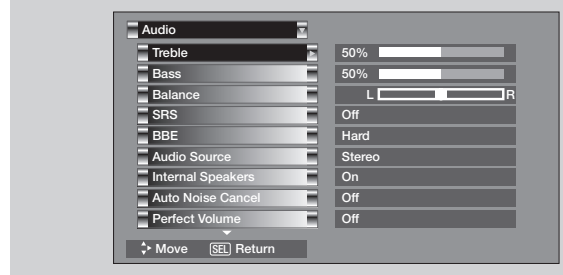 Audio
Treble 50%
Bass 50%
Balance L R
SRS Off
BBE Hard
Audio Source Stereo
Internal Speakers On
Auto Noise Cancel Off
Perfect Volume Off
Move SEL Return